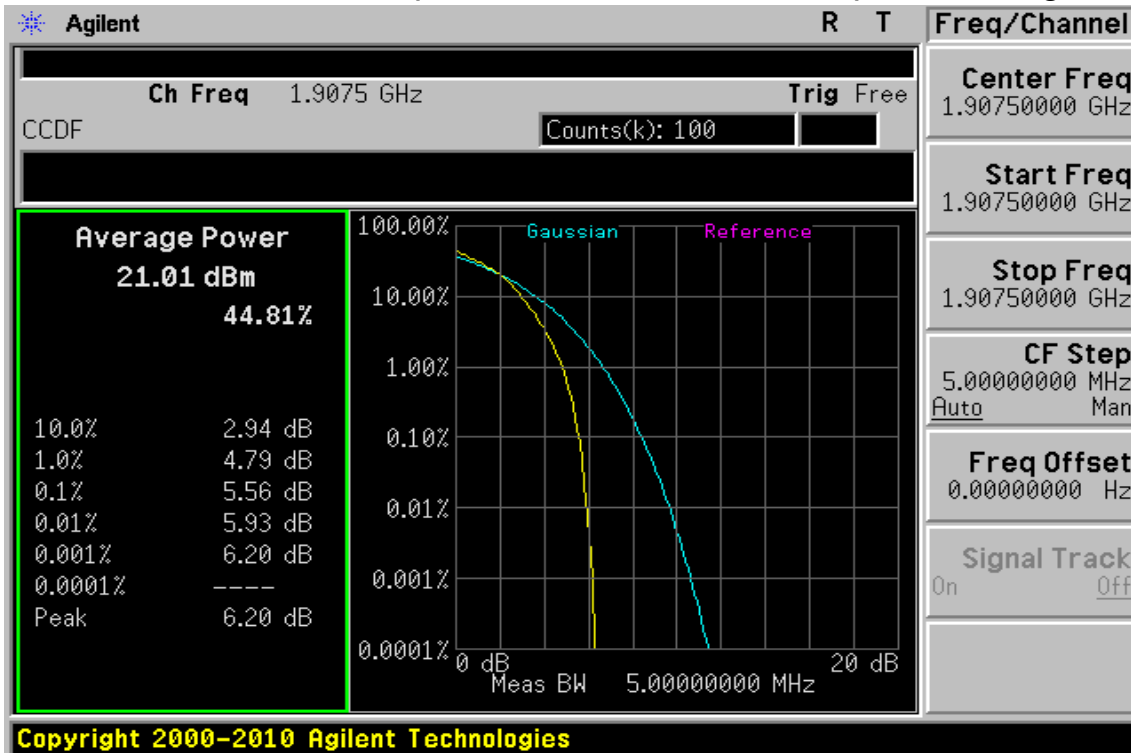 Agilent R T Freq/Channel
Ch Freq 1.9075 GHz Trig Free
CCDF Counts(k): 100
Center Freq
1.90750000 GHz
Start Freq
1.90750000 GHz
Stop Freq
1.90750000 GHz
CF Step
5.00000000 MHz
Auto Man
Freq Offset
0.00000000 Hz
Signal Track
On Off
Average Power
21.01 dBm
44.81%
10.0% 2.94 dB
1.0% 4.79 dB
0.1% 5.56 dB
0.01% 5.93 dB
0.001% 6.20 dB
0.0001% ----
Peak 6.20 dB
Gaussian Reference
100.00%
10.00%
1.00%
0.10%
0.01%
0.001%
0.0001%
0 dB 20 dB
Meas BW 5.00000000 MHz
Copyright 2000-2010 Agilent Technologies